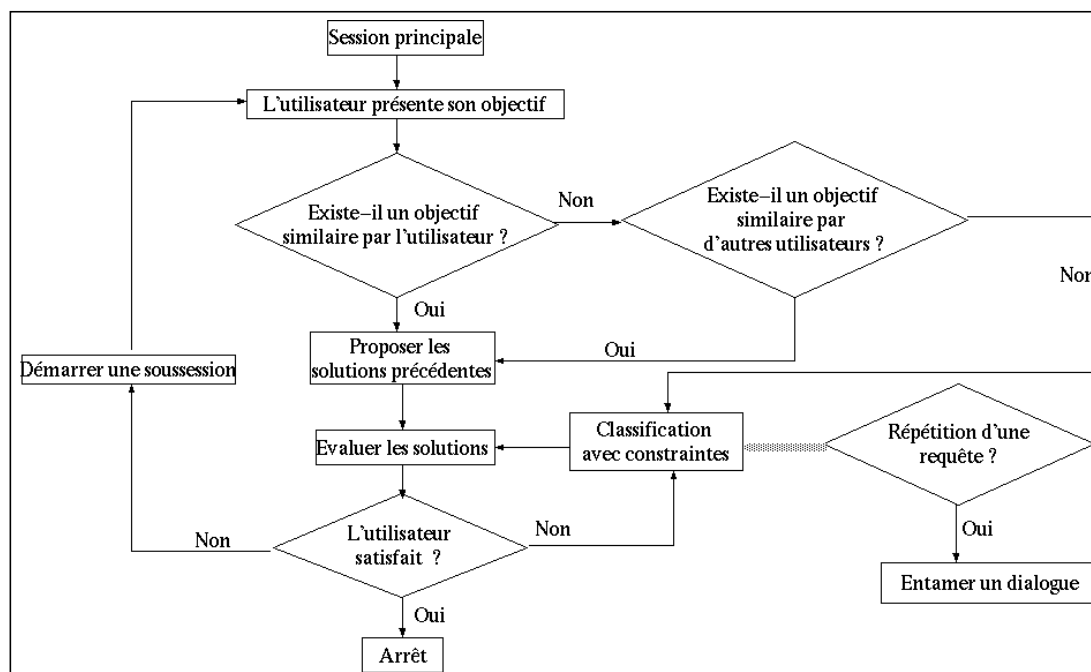 Session principale
L'utilisateur présente son objectif
Existe-il un objectif
similaire par l'utilisateur ?
Non
Existe-il un objectif
similaire par
d'autres utilisateurs ?
Non
Oui
Oui
Proposer les
solutions précédentes
Démarrer une soussession
Evaluer les solutions
Classification
avec constraintes
Répétition d'une
requête ?
L'utilisateur
satisfait ?
Non
Non
Oui
Oui
Entamer un dialogue
Arrêt